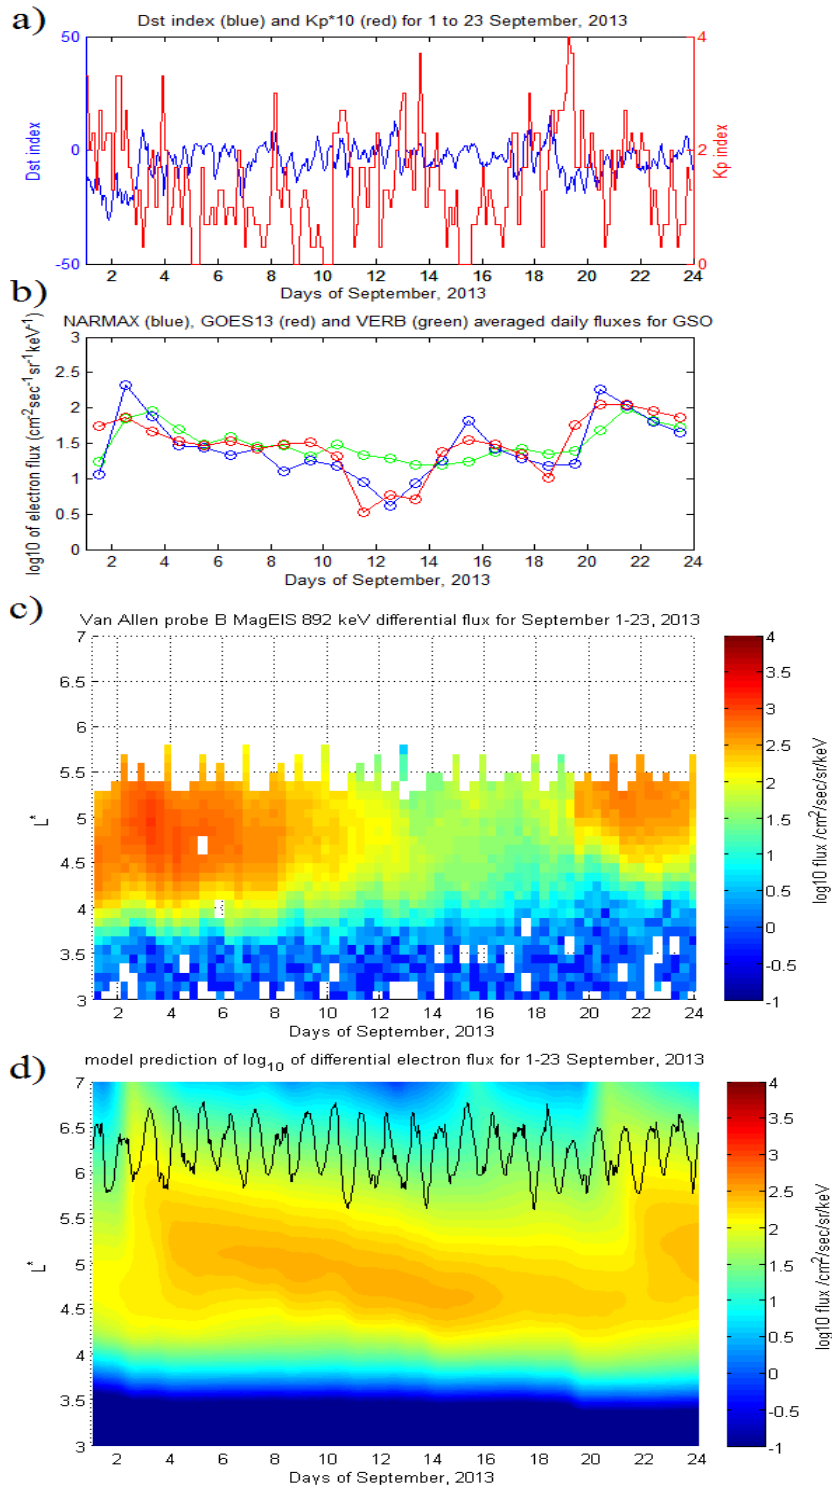 a)
Dst index (blue) and Kp*10 (red) for 1 to 23 September, 2013
50
0
-50
Dst index
4
2
0
Kp index
2 4 6 8 10 12 14 16 18 20 22 24
Days of September, 2013
b)
NARMAX (blue), GOES13 (red) and VERB (green) averaged daily fluxes for GSO
3
2.5
2
1.5
1
0.5
0
log10 of electron flux (cm-2sec-1sr-1keV-1)
2 4 6 8 10 12 14 16 18 20 22 24
Days of September, 2013
c)
Van Allen probe B MagEIS 892 keV differential flux for September 1-23, 2013
7
6.5
6
5.5
5
4.5
4
3.5
3
L*
2 4 6 8 10 12 14 16 18 20 22 24
Days of September, 2013
4
3.5
3
2.5
2
1.5
1
0.5
0
-0.5
-1
log10 flux /cm2/sec/sr/keV
d)
model prediction of log10 of differential electron flux for 1-23 September, 2013
7
6.5
6
5.5
5
4.5
4
3.5
3
L*
2 4 6 8 10 12 14 16 18 20 22 24
Days of September, 2013
4
3.5
3
2.5
2
1.5
1
0.5
0
-0.5
-1
log10 flux /cm2/sec/sr/keV